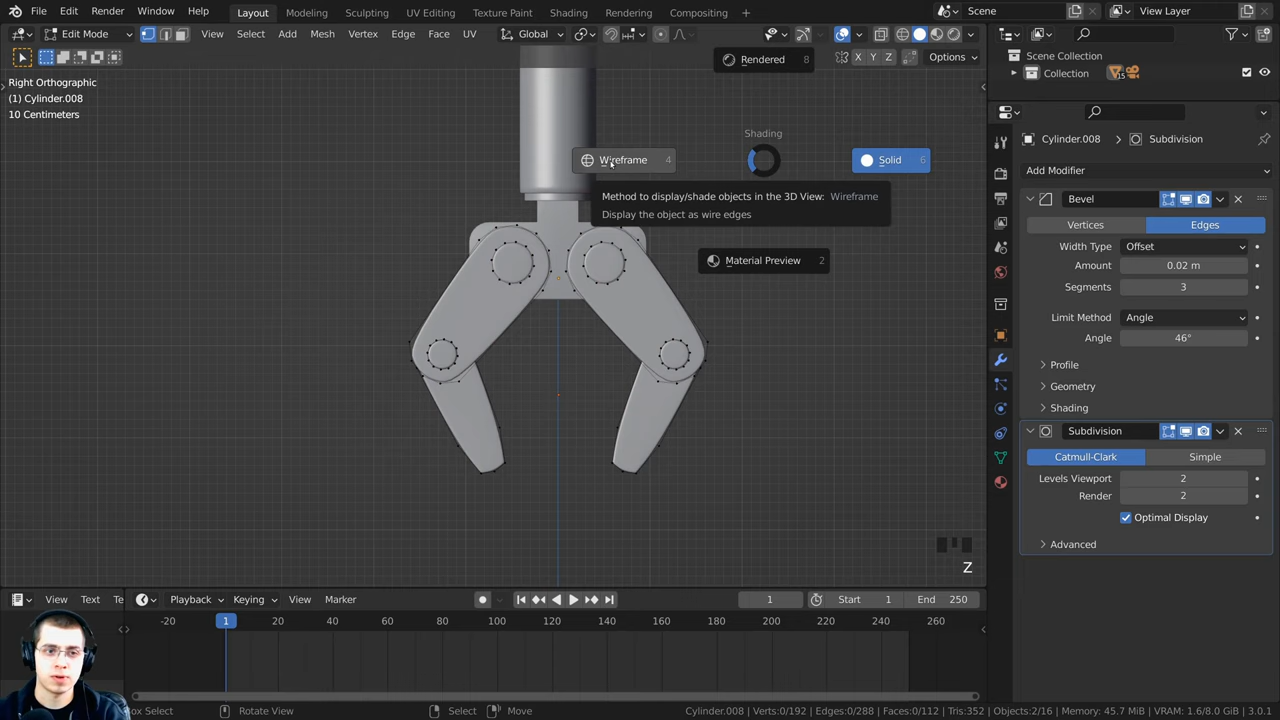 File Edit Render Window Help
Layout Modeling Sculpting UV Editing Texture Paint Shading Animation Rendering Compositing +
Scene View Layer
Edit Mode View Select Add Mesh Vertex Edge Face UV Global
X Y Z Options
Right Orthographic
(1) Cylinder.008
10 Centimeters
Rendered 8
Shading
Wireframe 4
Solid 6
Method to display/shade objects in the 3D View: Wireframe
Display the object as wire edges
Material Preview 2
Z
Scene Collection
Collection 15
Cylinder.008 Subdivision
Add Modifier
Bevel
Vertices Edges
Width Type Offset
Amount 0.02 m
Segments 3
Limit Method Angle
Angle 46°
Profile
Geometry
Shading
Subdivision
Catmull-Clark Simple
Levels Viewport 2
Render 2
Optimal Display
Advanced
View Text Te Playback Keying View Marker 1 Start 1 End 250
-20 1 20 40 60 80 100 120 140 160 180 200 220 240 260
Box Select Rotate View Select Move Cylinder.008 | Verts:0/192 | Edges:0/288 | Faces:0/112 | Tris:352 | Objects:2/16 | Memory: 45.7 MiB | VRAM: 1.6/8.0 GiB | 3.0.1